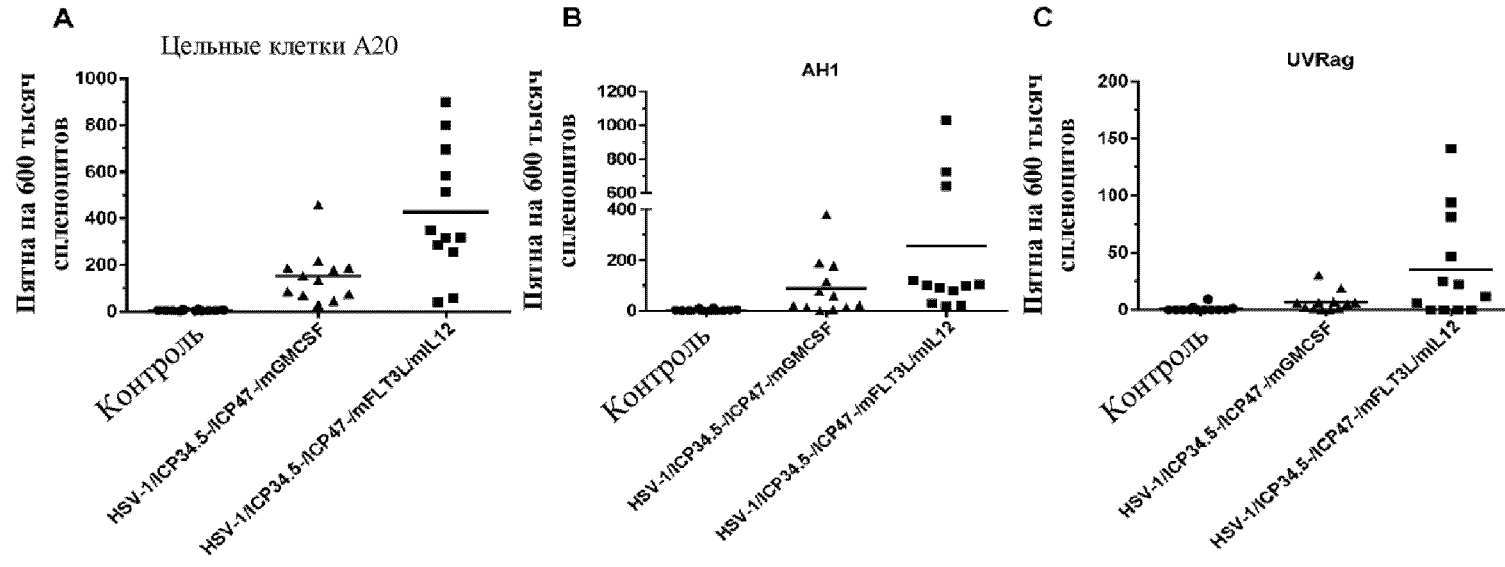 A
Цельные клетки A20
Пятна на 600 тысяч
спленоцитов
1000
800
600
400
200
0
Контроль
HSV-1/ICP34.5-/ICP47-/mGMCSF
HSV-1/ICP34.5-/ICP47-/mFLT3L/mIL12
B
AH1
Пятна на 600 тысяч
спленоцитов
1200
1000
800
600
400
200
0
Контроль
HSV-1/ICP34.5-/ICP47-/mGMCSF
HSV-1/ICP34.5-/ICP47-/mFLT3L/mIL12
C
UVRag
Пятна на 600 тысяч
спленоцитов
200
150
100
50
0
Контроль
HSV-1/ICP34.5-/ICP47-/mGMCSF
HSV-1/ICP34.5-/ICP47-/mFLT3L/mIL12